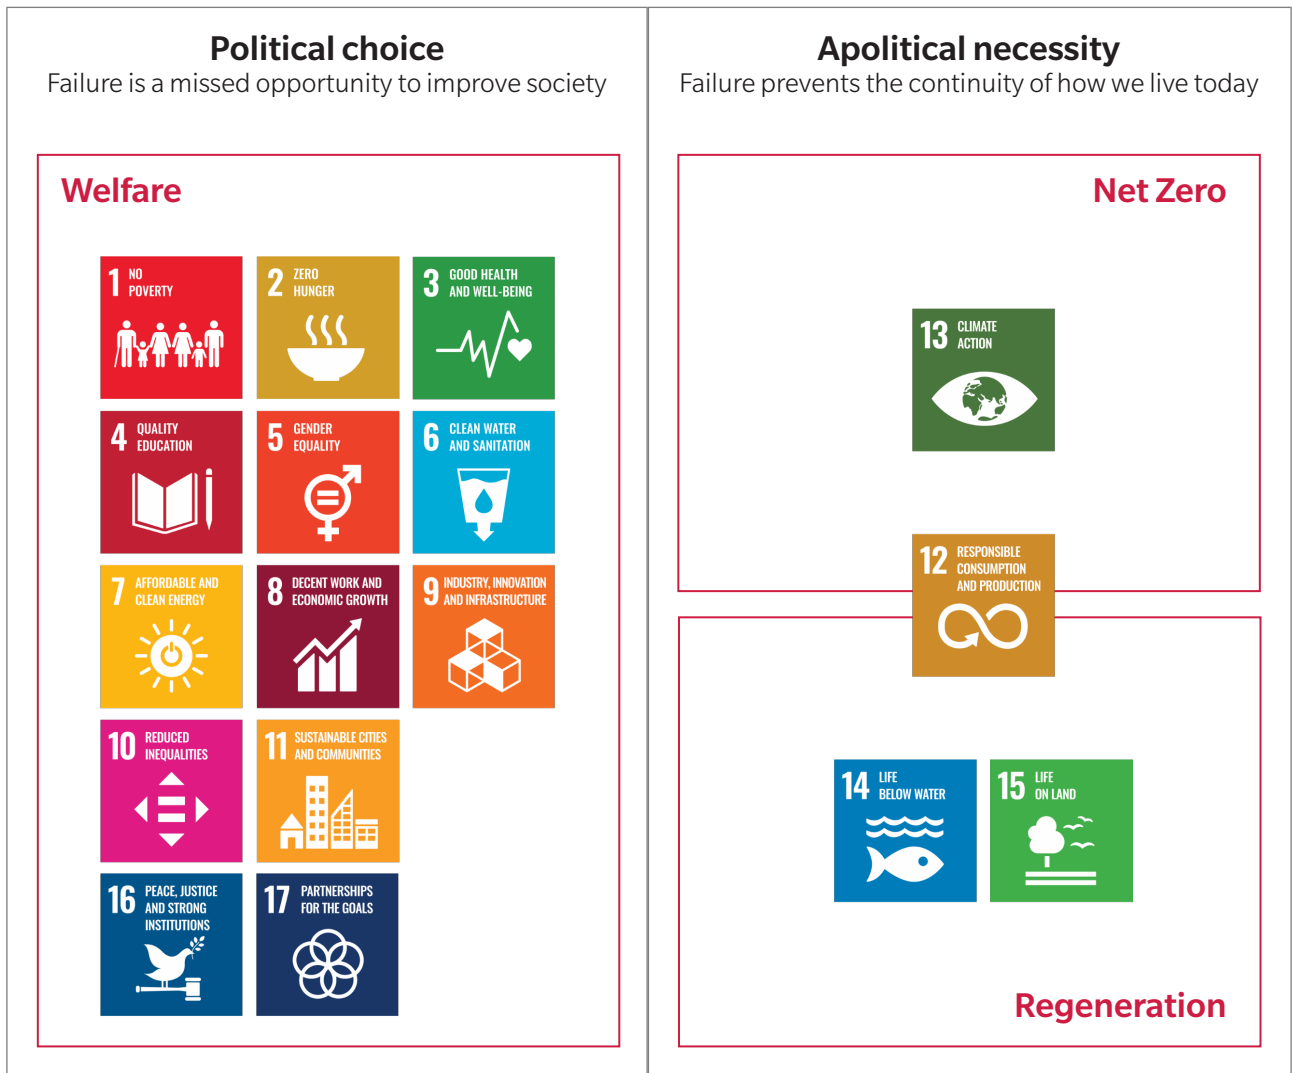 Political choice
Failure is a missed opportunity to improve society
Apolitical necessity
Failure prevents the continuity of how we live today
Welfare
1 NO
POVERTY
2 ZERO
HUNGER
3 GOOD HEALTH
AND WELL-BEING
4 QUALITY
EDUCATION
5 GENDER
EQUALITY
6 CLEAN WATER
AND SANITATION
7 AFFORDABLE AND
CLEAN ENERGY
8 DECENT WORK AND
ECONOMIC GROWTH
9 INDUSTRY, INNOVATION
AND INFRASTRUCTURE
10 REDUCED
INEQUALITIES
11 SUSTAINABLE CITIES
AND COMMUNITIES
16 PEACE, JUSTICE
AND STRONG
INSTITUTIONS
17 PARTNERSHIPS
FOR THE GOALS
Net Zero
13 CLIMATE
ACTION
12 RESPONSIBLE
CONSUMPTION
AND PRODUCTION
14 LIFE
BELOW WATER
15 LIFE
ON LAND
Regeneration